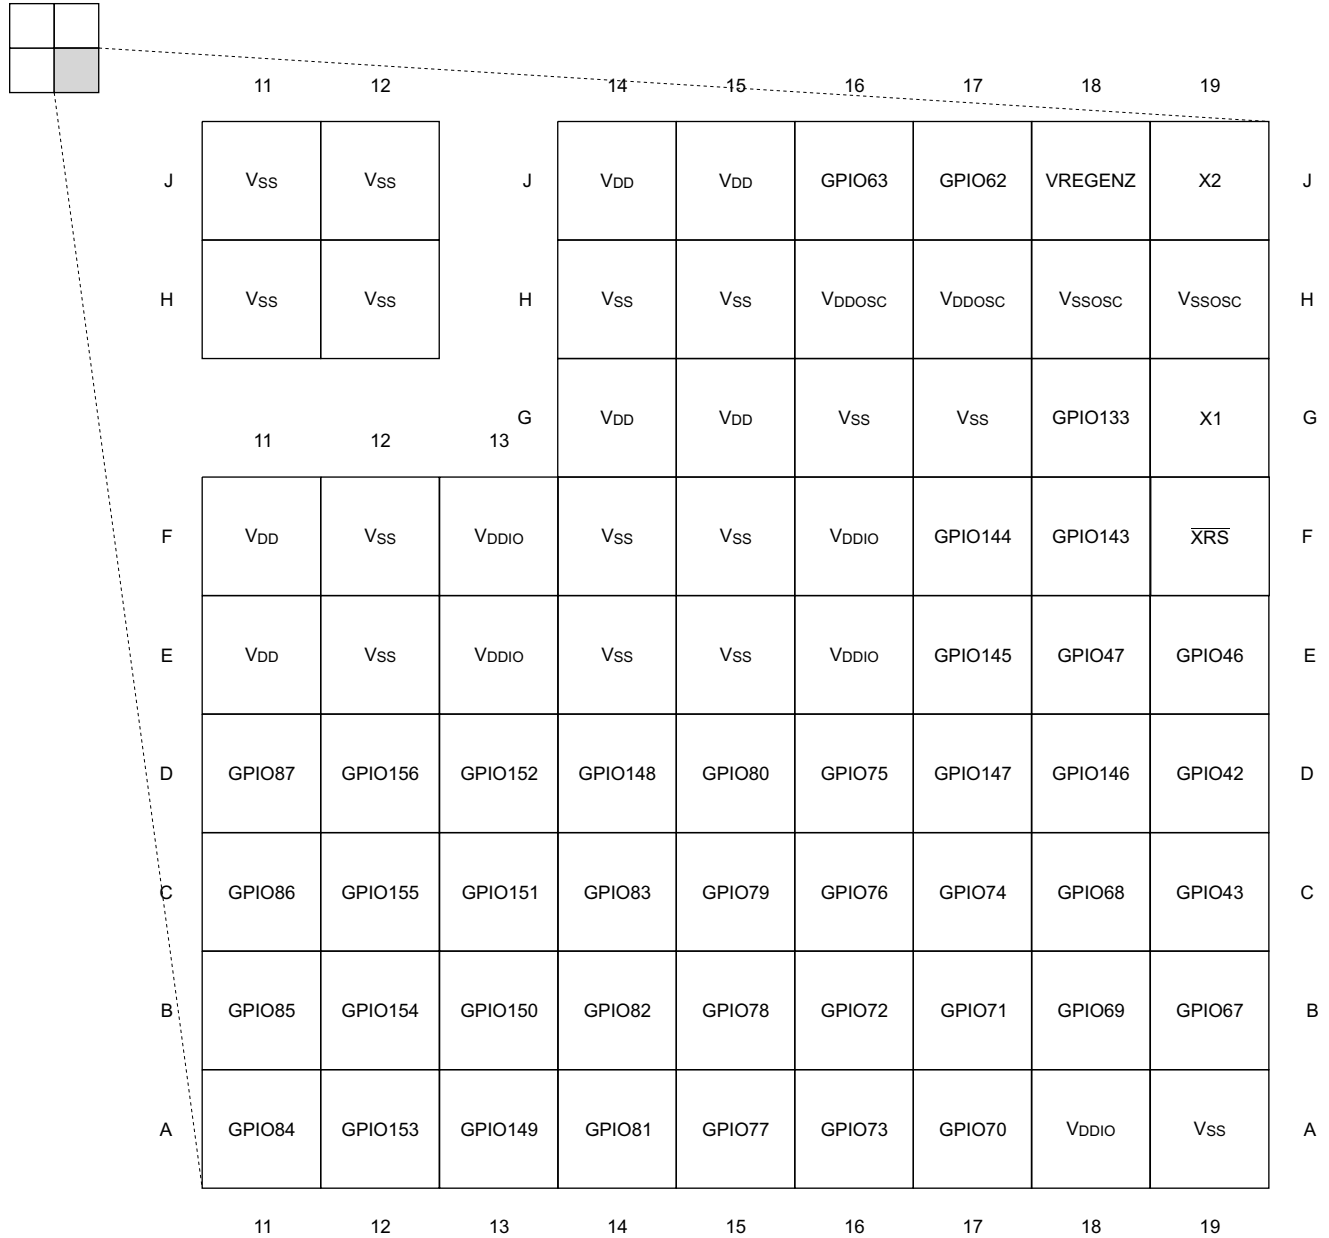 11 12 14 15 16 17 18 19
J VSS VSS J VDD VDD GPIO63 GPIO62 VREGENZ X2 J
H VSS VSS H VSS VSS VDDOSC VDDOSC VSSOSC VSSOSC H
G VDD VDD VSS VSS GPIO133 X1 G
11 12 13
F VDD VSS VDDIO VSS VSS VDDIO GPIO144 GPIO143 XRS F
E VDD VSS VDDIO VSS VSS VDDIO GPIO145 GPIO47 GPIO46 E
D GPIO87 GPIO156 GPIO152 GPIO148 GPIO80 GPIO75 GPIO147 GPIO146 GPIO42 D
C GPIO86 GPIO155 GPIO151 GPIO83 GPIO79 GPIO76 GPIO74 GPIO68 GPIO43 C
B GPIO85 GPIO154 GPIO150 GPIO82 GPIO78 GPIO72 GPIO71 GPIO69 GPIO67 B
A GPIO84 GPIO153 GPIO149 GPIO81 GPIO77 GPIO73 GPIO70 VDDIO VSS A
11 12 13 14 15 16 17 18 19